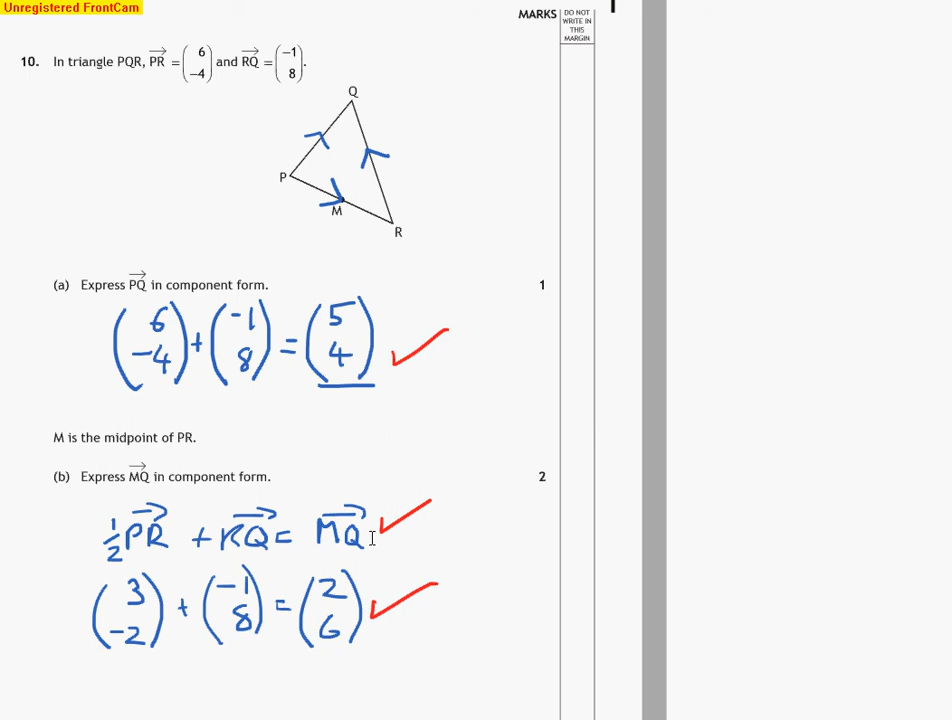 Unregistered FrontCam
MARKS
DO NOT
WRITE IN
THIS
MARGIN
10. In triangle PQR, PR⃗ = (6 −4) and RQ⃗ = (−1 8).
Q
P
M
R
(a) Express PQ⃗ in component form. 1
(6 −4) + (−1 8) = (5 4)
M is the midpoint of PR.
(b) Express MQ⃗ in component form. 2
½PR⃗ + RQ⃗ = MQ⃗
(3 −2) + (−1 8) = (2 6)